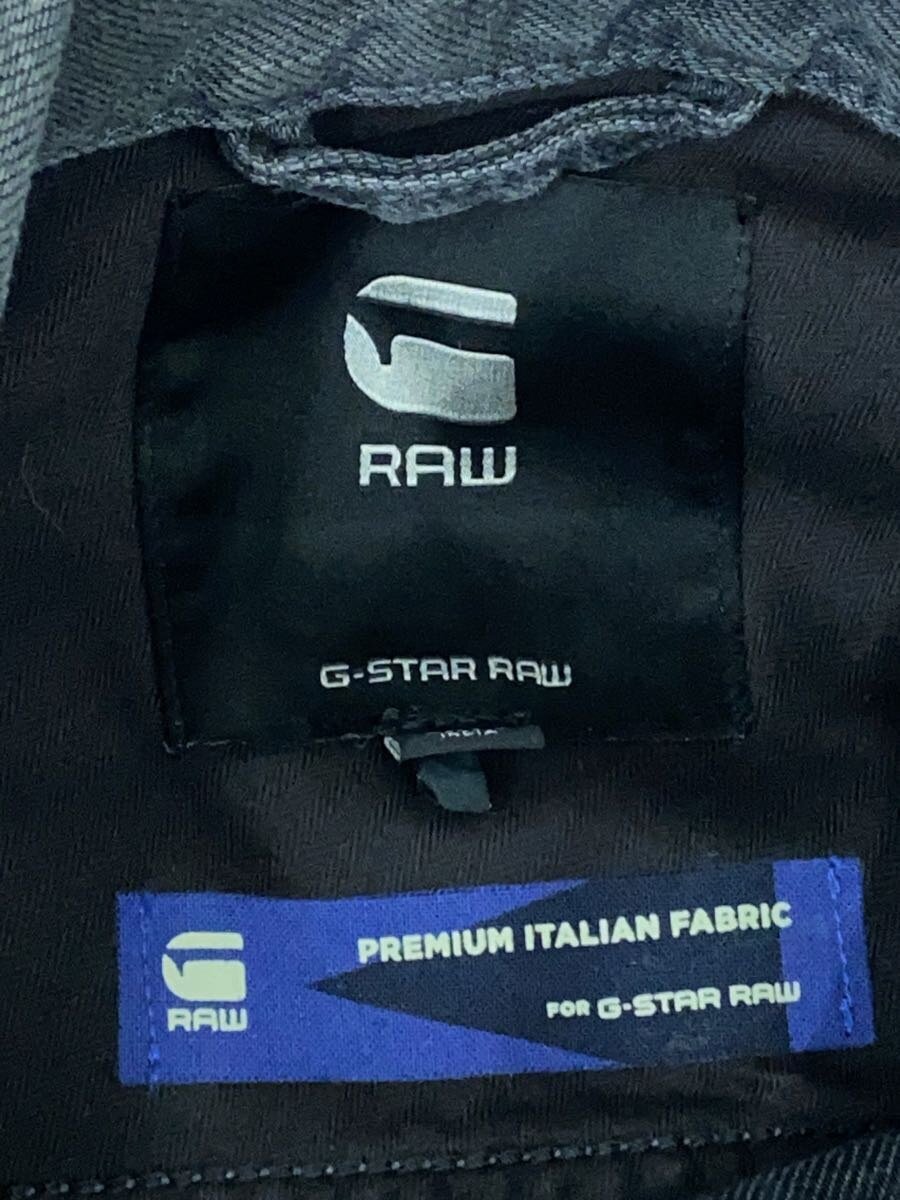 RAW
G-STAR RAW
PREMIUM ITALIAN FABRIC
RAW
FOR G-STAR RAW